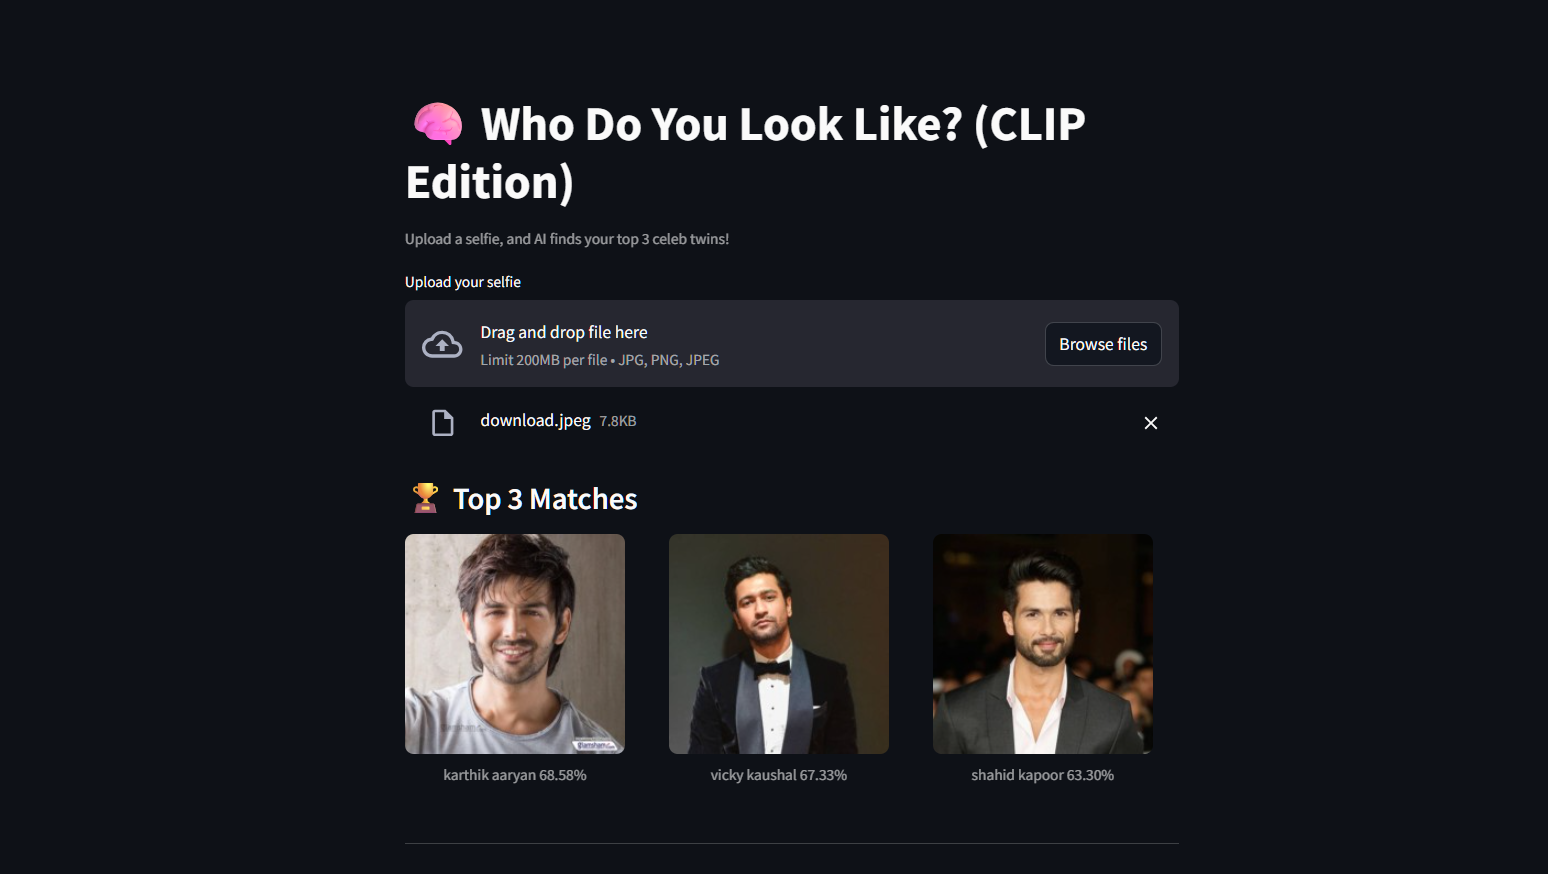 Who Do You Look Like? (CLIP
Edition)
Upload a selfie, and AI finds your top 3 celeb twins!
Upload your selfie
Drag and drop file here
Limit 200MB per file • JPG, PNG, JPEG
Browse files
download.jpeg 7.8KB
Top 3 Matches
karthik aaryan 68.58%
vicky kaushal 67.33%
shahid kapoor 63.30%